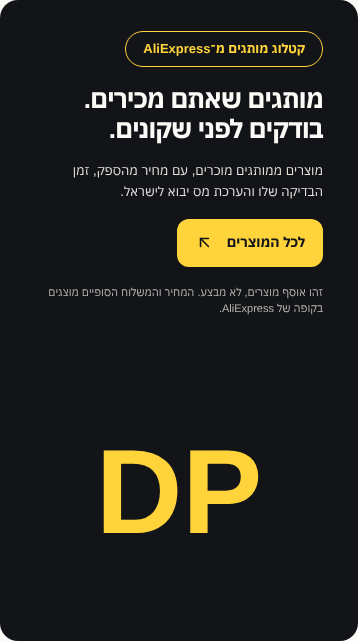 קטלוג מותגים מ־AliExpress
מותגים שאתם מכירים.
בודקים לפני שקונים.
מוצרים ממותגים מוכרים, עם מחיר מהספק, זמן
הבדיקה שלו והערכת מס יבוא לישראל.
לכל המוצרים
זהו אוסף מוצרים, לא מבצע. המחיר והמשלוח הסופיים מוצגים
בקופה של AliExpress.
DP